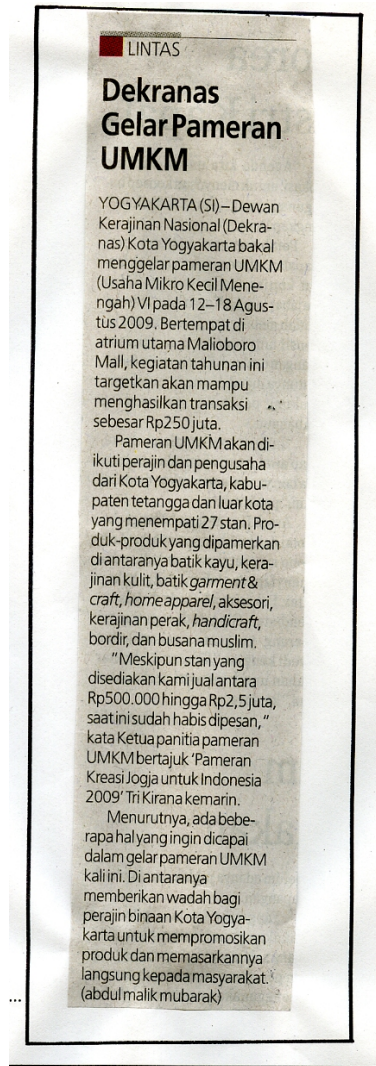 LINTAS
Dekranas
Gelar Pameran
UMKM
YOGYAKARTA (SI) – Dewan
Kerajinan Nasional (Dekra-
nas) Kota Yogyakarta bakal
menggelar pameran UMKM
(Usaha Mikro Kecil Mene-
ngah) VI pada 12–18 Agus-
tus 2009. Bertempat di
atrium utama Malioboro
Mall, kegiatan tahunan ini
targetkan akan mampu
menghasilkan transaksi
sebesar Rp250 juta.
Pameran UMKM akan di-
ikuti perajin dan pengusaha
dari Kota Yogyakarta, kabu-
paten tetangga dan luar kota
yang menempati 27 stan. Pro-
duk-produk yang dipamerkan
di antaranya batik kayu, kera-
jinan kulit, batik garment &
craft, home apparel, aksesori,
kerajinan perak, handicraft,
bordir, dan busana muslim.
"Meskipun stan yang
disediakan kami jual antara
Rp500.000 hingga Rp2,5 juta,
saat ini sudah habis dipesan,"
kata Ketua panitia pameran
UMKM bertajuk 'Pameran
Kreasi Jogja untuk Indonesia
2009' Tri Kirana kemarin.
Menurutnya, ada bebe-
rapa hal yang ingin dicapai
dalam gelar pameran UMKM
kali ini. Di antaranya
memberikan wadah bagi
perajin binaan Kota Yogya-
karta untuk mempromosikan
produk dan memasarkannya
langsung kepada masyarakat.
(abdul malik mubarak)
...